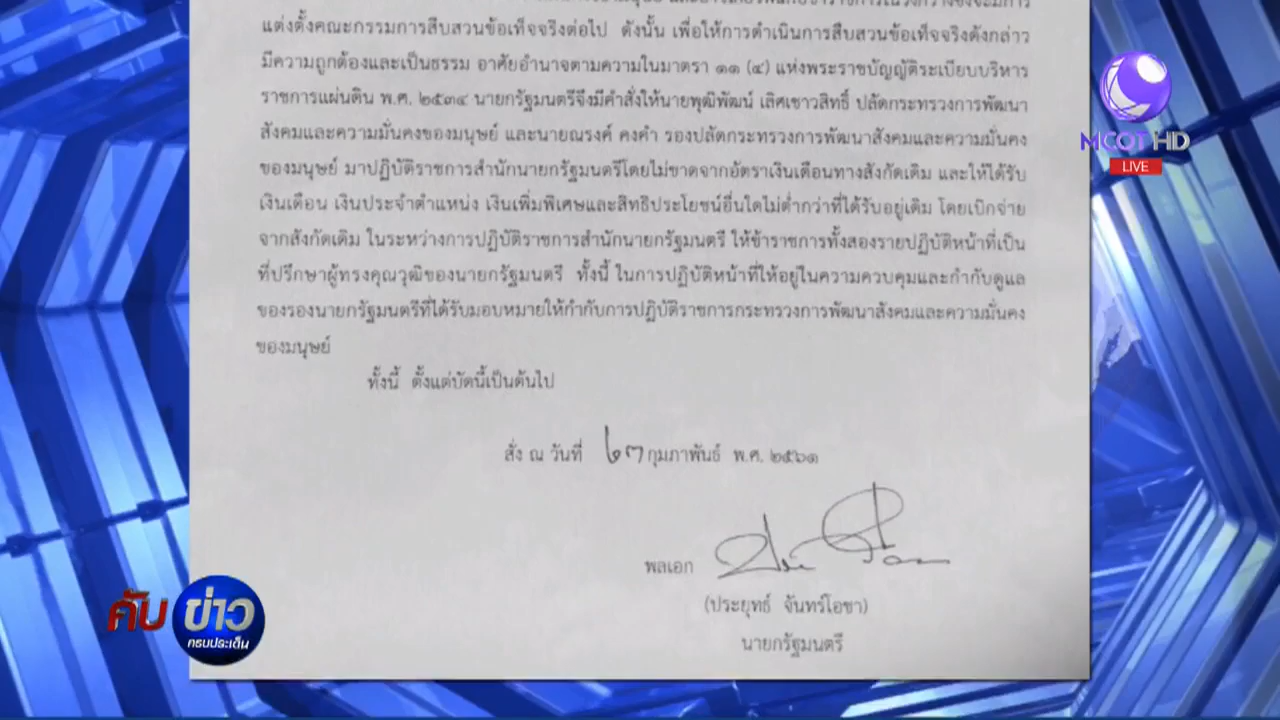 แต่งตั้งคณะกรรมการสืบสวนข้อเท็จจริงต่อไป ดังนั้น เพื่อให้การดำเนินการสืบสวนข้อเท็จจริงดังกล่าว
มีความถูกต้องและเป็นธรรม อาศัยอำนาจตามความในมาตรา ๑๑ (๔) แห่งพระราชบัญญัติระเบียบบริหาร
ราชการแผ่นดิน พ.ศ. ๒๕๓๔ นายกรัฐมนตรีจึงมีคำสั่งให้นายพุฒิพัฒน์ เลิศเชาวสิทธิ์ ปลัดกระทรวงการพัฒนา
สังคมและความมั่นคงของมนุษย์ และนายณรงค์ คงคำ รองปลัดกระทรวงการพัฒนาสังคมและความมั่นคง
ของมนุษย์ มาปฏิบัติราชการสำนักนายกรัฐมนตรีโดยไม่ขาดจากอัตราเงินเดือนทางสังกัดเดิม และให้ได้รับ
เงินเดือน เงินประจำตำแหน่ง เงินเพิ่มพิเศษและสิทธิประโยชน์อื่นใดไม่ต่ำกว่าที่ได้รับอยู่เดิม โดยเบิกจ่าย
จากสังกัดเดิม ในระหว่างการปฏิบัติราชการสำนักนายกรัฐมนตรี ให้ข้าราชการทั้งสองรายปฏิบัติหน้าที่เป็น
ที่ปรึกษาผู้ทรงคุณวุฒิของนายกรัฐมนตรี ทั้งนี้ ในการปฏิบัติหน้าที่ให้อยู่ในความควบคุมและกำกับดูแล
ของรองนายกรัฐมนตรีที่ได้รับมอบหมายให้กำกับการปฏิบัติราชการกระทรวงการพัฒนาสังคมและความมั่นคง
ของมนุษย์
ทั้งนี้ ตั้งแต่บัดนี้เป็นต้นไป
สั่ง ณ วันที่ ๒๓ กุมภาพันธ์ พ.ศ. ๒๕๖๑
พลเอก
(ประยุทธ์ จันทร์โอชา)
นายกรัฐมนตรี
MCOT HD
LIVE
คับ ข่าว
ครบประเด็น